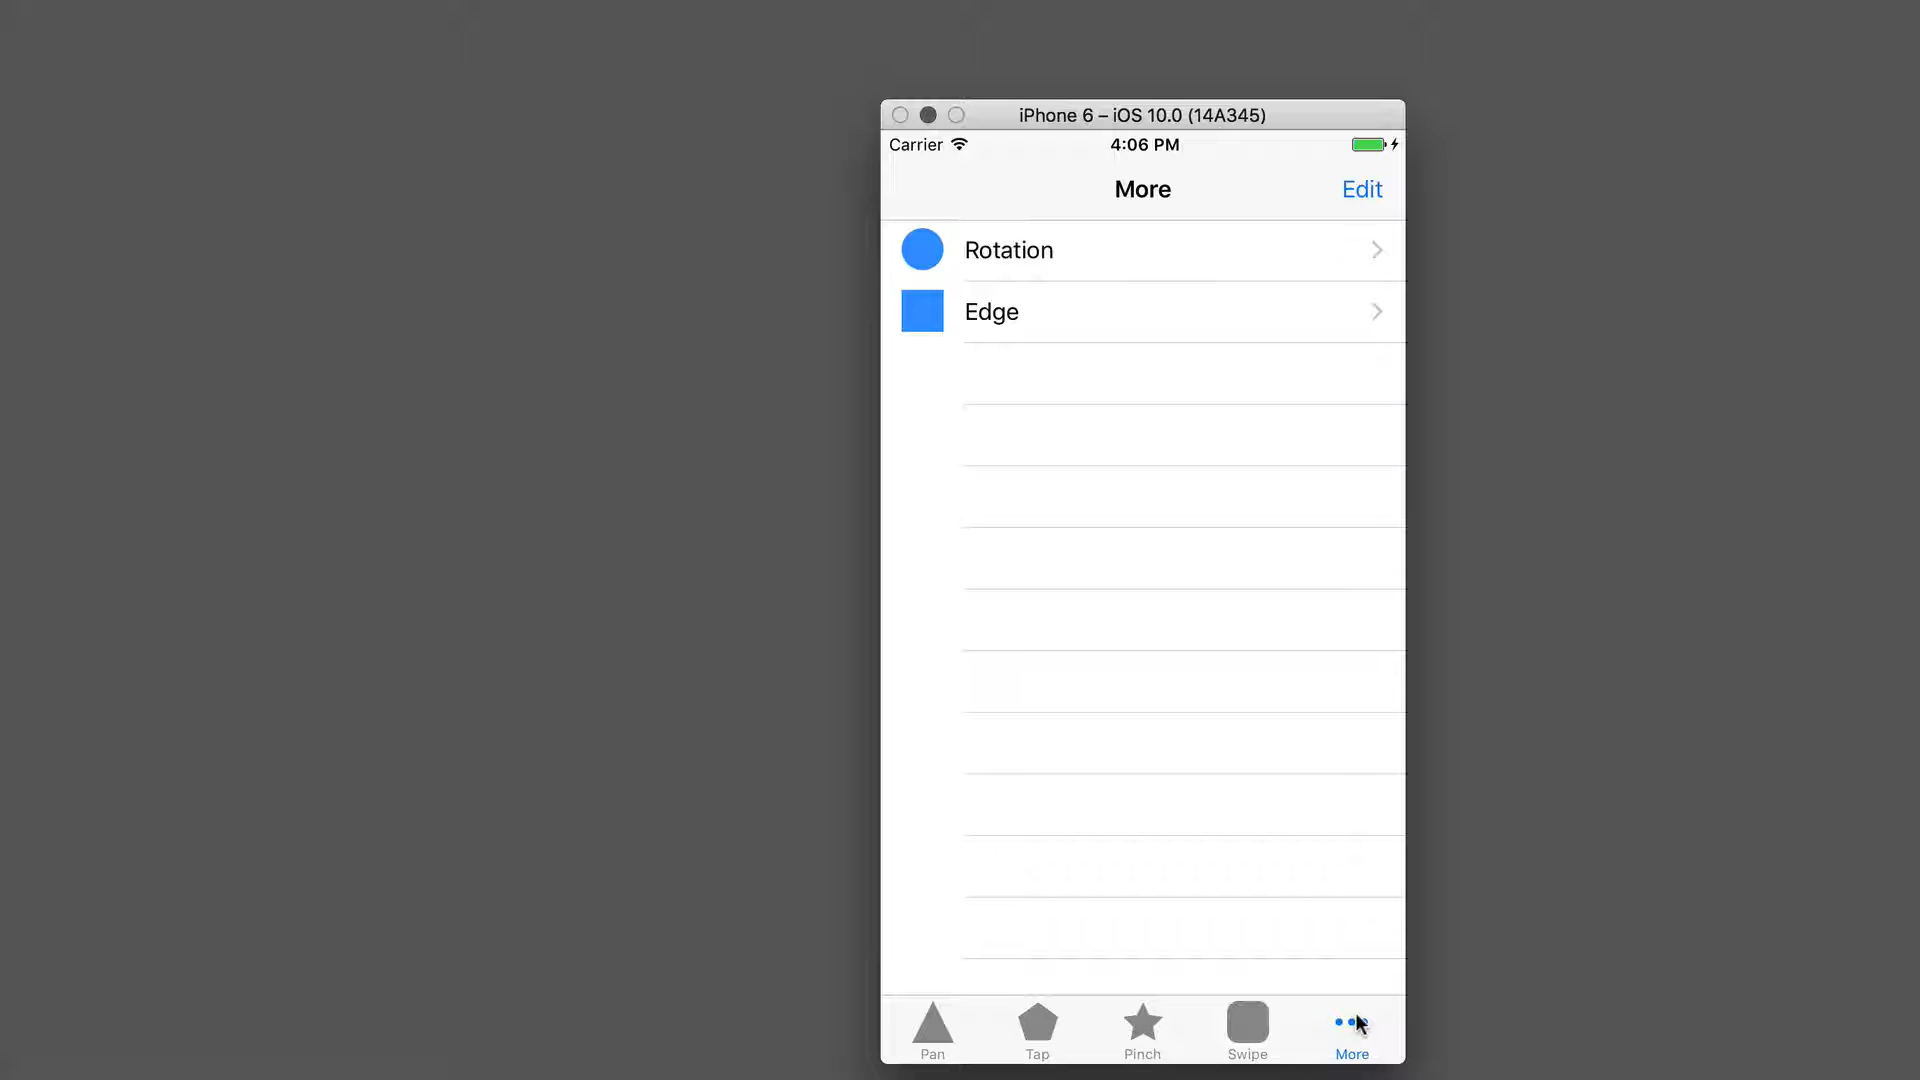 iPhone 6 – iOS 10.0 (14A345)
Carrier 4:06 PM
More Edit
Rotation
Edge
Pan Tap Pinch Swipe More